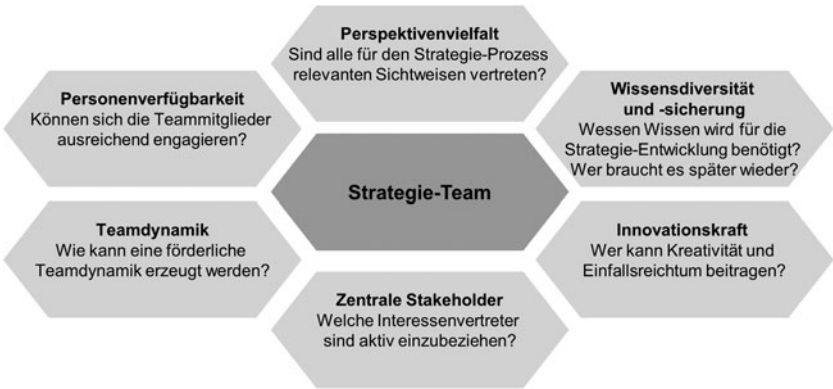 Perspektivenvielfalt
Sind alle für den Strategie-Prozess
relevanten Sichtweisen vertreten?
Personenverfügbarkeit
Können sich die Teammitglieder
ausreichend engagieren?
Wissensdiversität
und -sicherung
Wessen Wissen wird für die
Strategie-Entwicklung benötigt?
Wer braucht es später wieder?
Strategie-Team
Teamdynamik
Wie kann eine förderliche
Teamdynamik erzeugt werden?
Innovationskraft
Wer kann Kreativität und
Einfallsreichtum beitragen?
Zentrale Stakeholder
Welche Interessenvertreter
sind aktiv einzubeziehen?